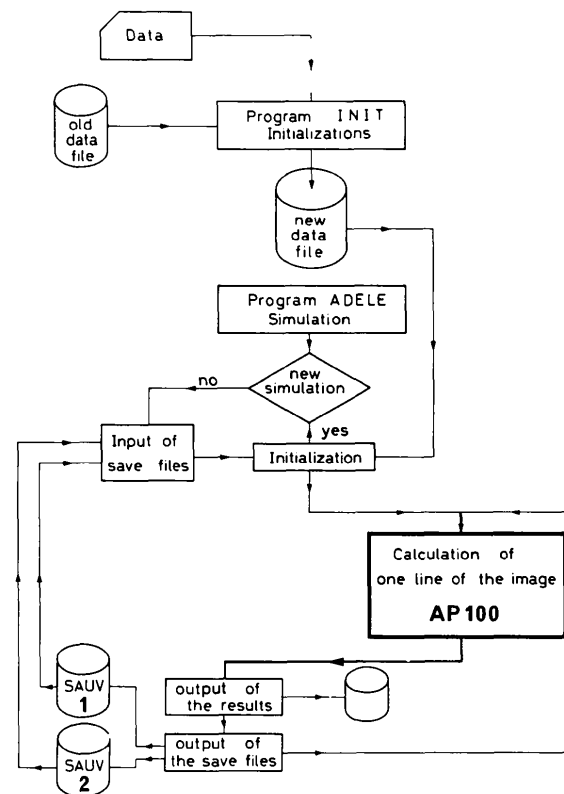 Data
old
data
file
Program INIT
Initializations
new
data
file
Program ADELE
Simulation
new
simulation
no
yes
Input of
save files
Initialization
Calculation of
one line of the image
AP 100
SAUV
1
output of
the results
SAUV
2
output of
the save files